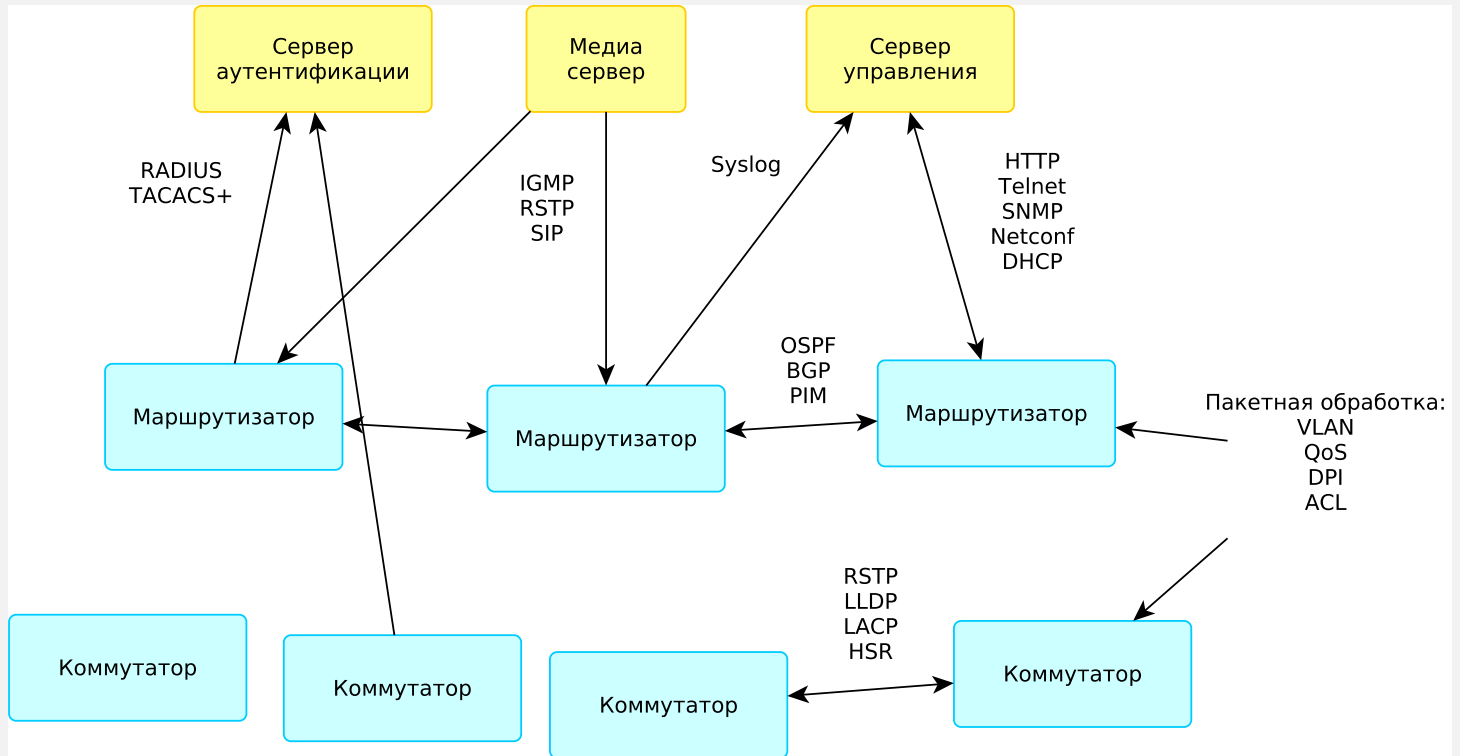 Сервер
аутентификации
Медиа
сервер
Сервер
управления
RADIUS
TACACS+
IGMP
RSTP
SIP
Syslog
HTTP
Telnet
SNMP
Netconf
DHCP
OSPF
BGP
PIM
Маршрутизатор
Маршрутизатор
Маршрутизатор
Пакетная обработка:
VLAN
QoS
DPI
ACL
RSTP
LLDP
LACP
HSR
Коммутатор
Коммутатор
Коммутатор
Коммутатор